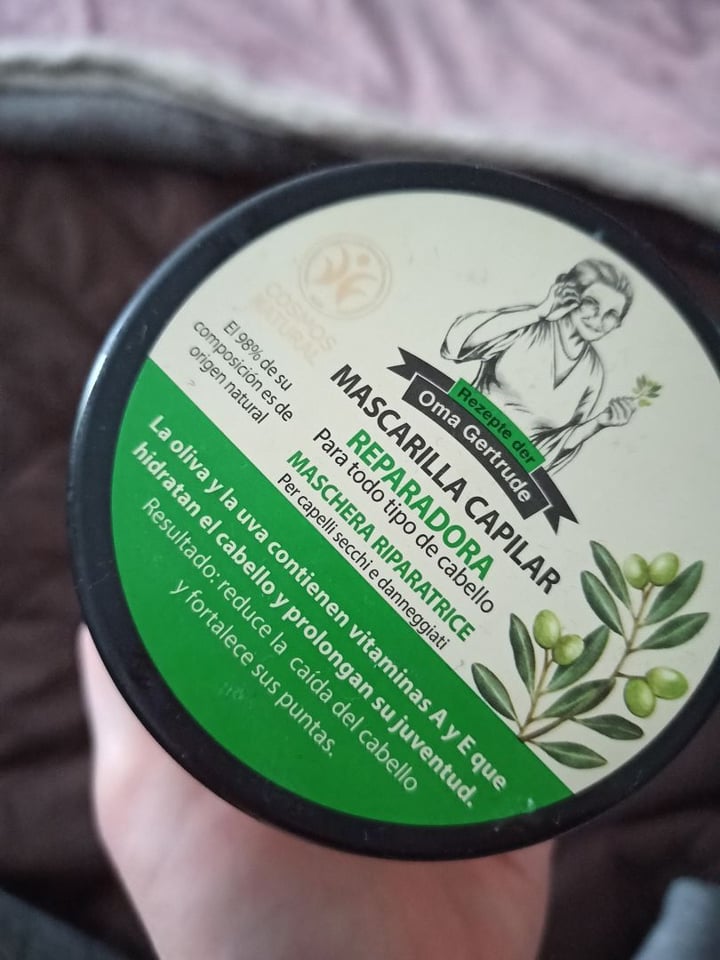 COSMOS
NATURAL
El 98% de su
composición es de
origen natural
Rezepte der
Oma Gertrude
MASCARILLA CAPILAR
REPARADORA
Para todo tipo de cabello
MASCHERA RIPARATRICE
Per capelli secchi e danneggiati
La oliva y la uva contienen vitaminas A y E que
hidratan el cabello y prolongan su juventud.
Resultado: reduce la caída del cabello
y fortalece sus puntas.